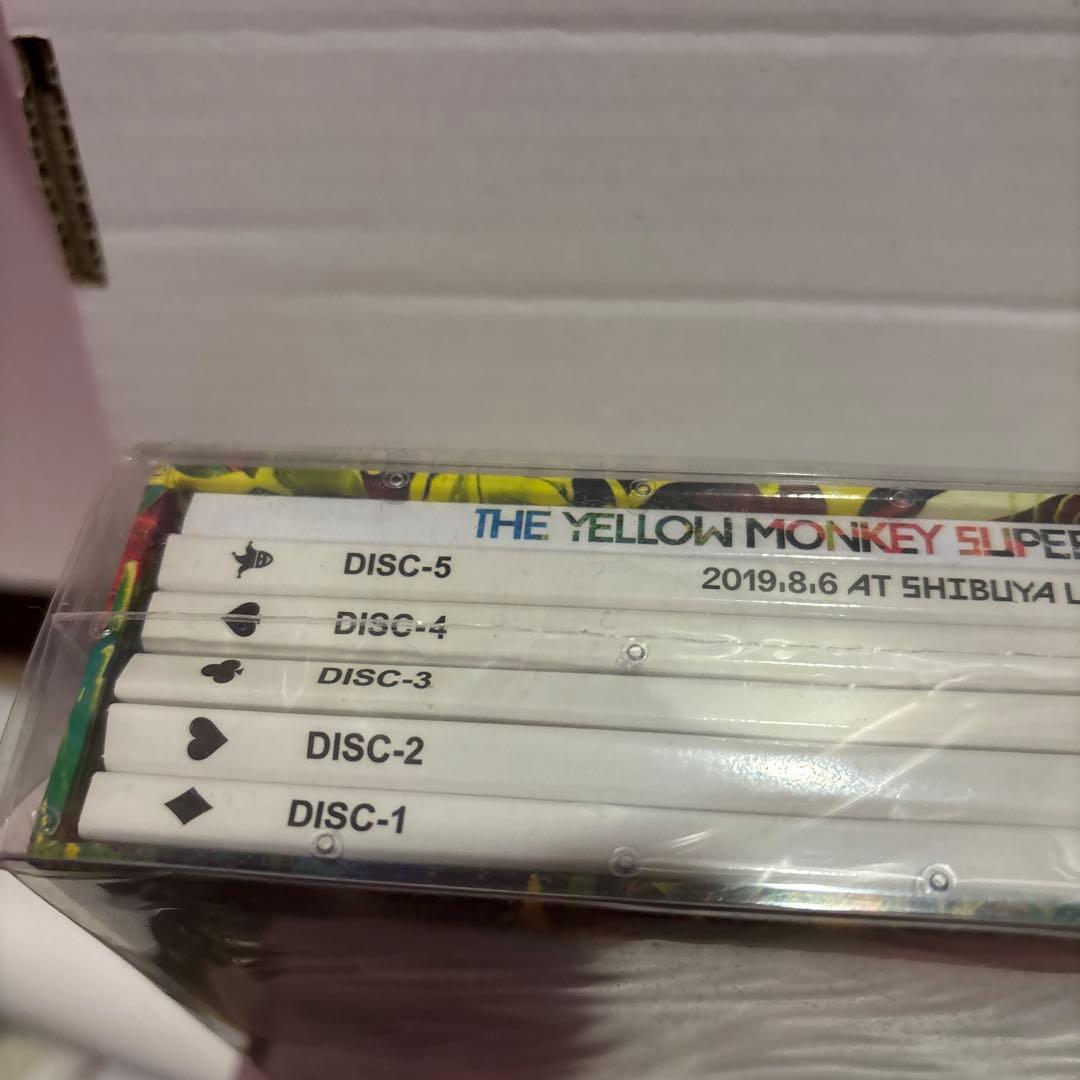 THE YELLOW MONKEY SUPER
DISC-5
2019.8.6 AT SHIBUYA L
DISC-4
DISC-3
DISC-2
DISC-1